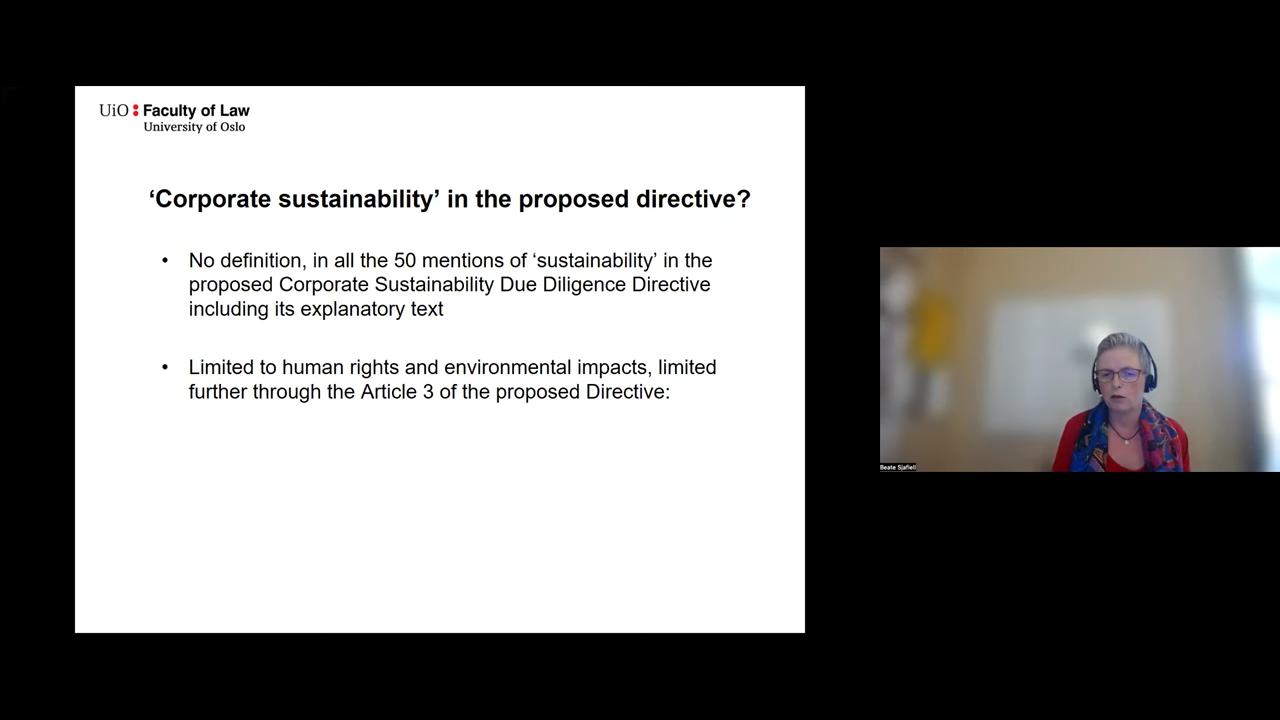 UiO : Faculty of Law
University of Oslo
‘Corporate sustainability’ in the proposed directive?
• No definition, in all the 50 mentions of ‘sustainability’ in the
proposed Corporate Sustainability Due Diligence Directive
including its explanatory text
• Limited to human rights and environmental impacts, limited
further through the Article 3 of the proposed Directive:
Beate Sjåfjell